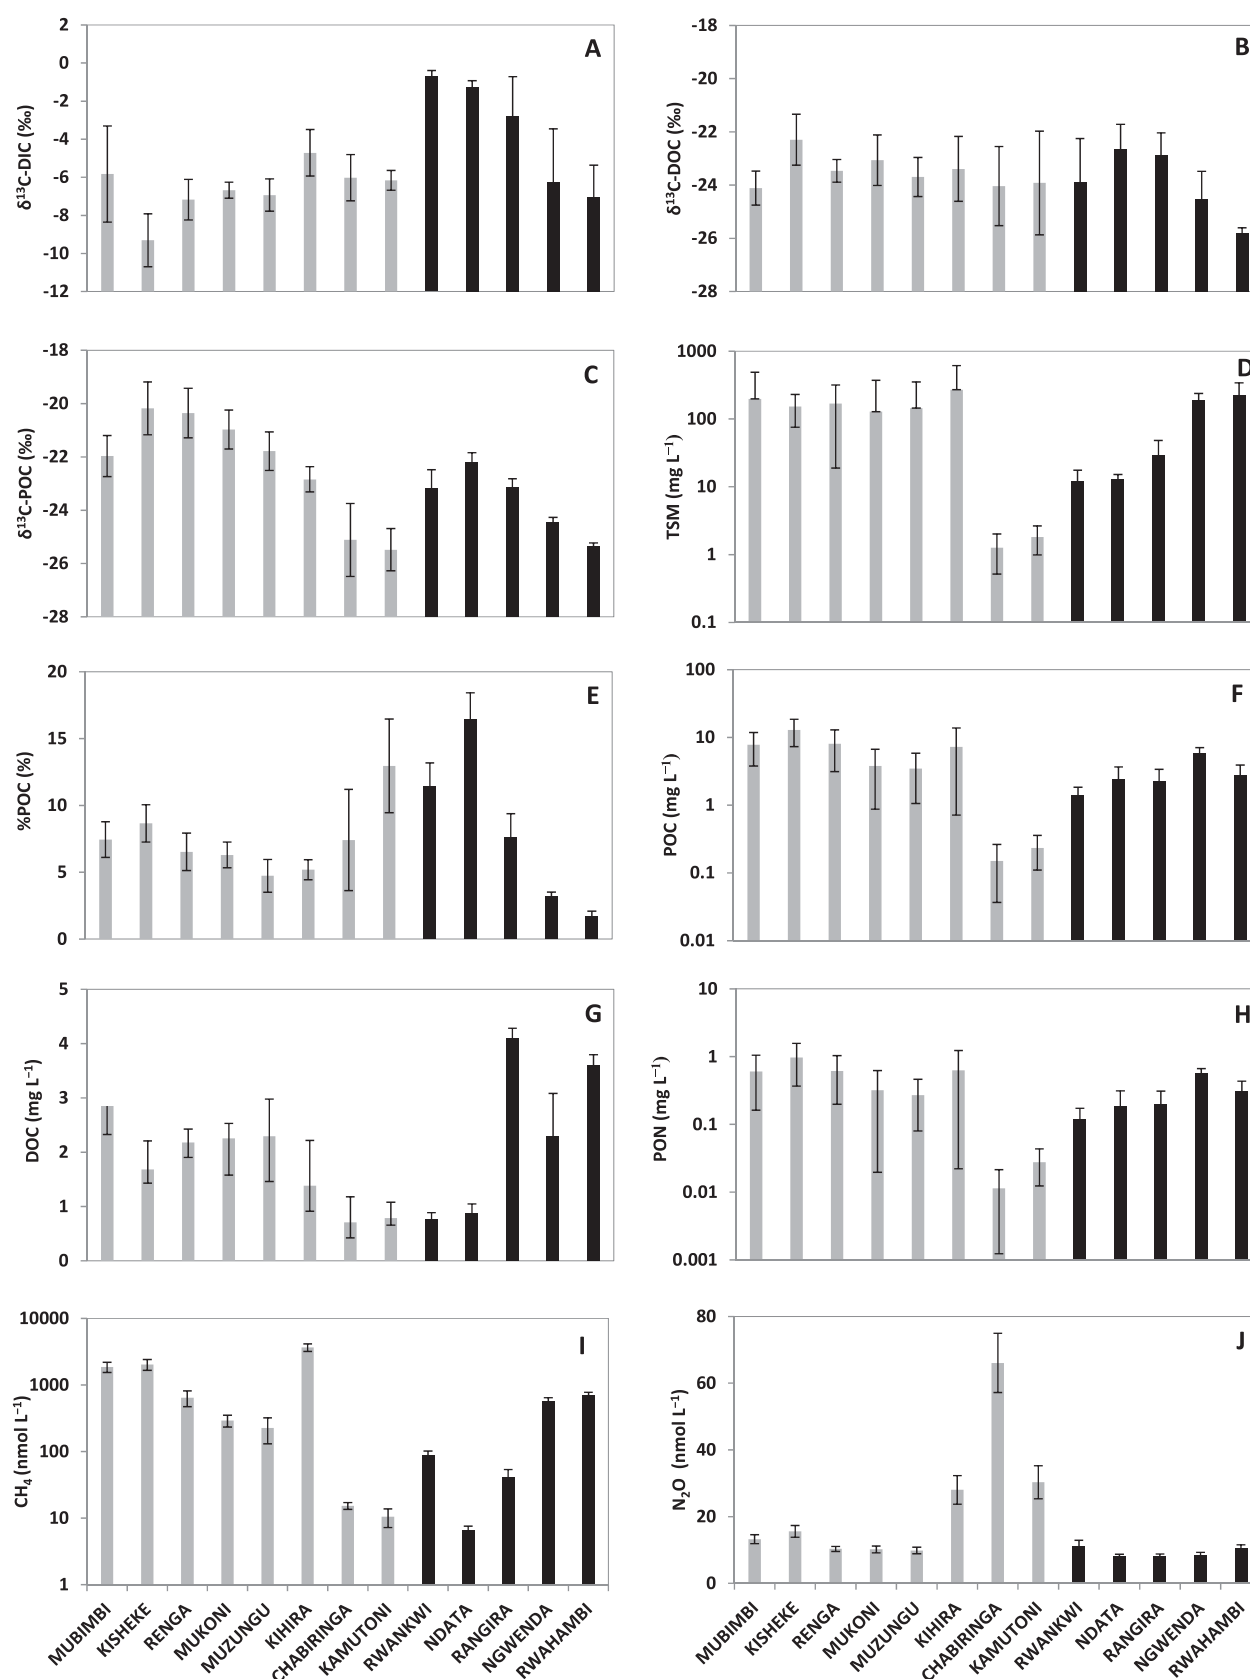 A
δ¹³C-DIC (‰)
2
0
-2
-4
-6
-8
-10
-12
B
δ¹³C-DOC (‰)
-18
-20
-22
-24
-26
-28
C
δ¹³C-POC (‰)
-18
-20
-22
-24
-26
-28
D
TSM (mg L⁻¹)
1000
100
10
1
0.1
E
%POC (%)
20
15
10
5
0
F
POC (mg L⁻¹)
100
10
1
0.1
0.01
G
DOC (mg L⁻¹)
5
4
3
2
1
0
H
PON (mg L⁻¹)
10
1
0.1
0.01
0.001
I
CH₄ (nmol L⁻¹)
10000
1000
100
10
1
MUBIMBI
KISHEKE
RENGA
MUKONI
MUZUNGU
KIHIRA
CHABIRINGA
KAMUTONI
RWANKWI
NDATA
RANGIRA
NGWENDA
RWAHAMBI
J
N₂O (nmol L⁻¹)
80
60
40
20
0
MUBIMBI
KISHEKE
RENGA
MUKONI
MUZUNGU
KIHIRA
CHABIRINGA
KAMUTONI
RWANKWI
NDATA
RANGIRA
NGWENDA
RWAHAMBI